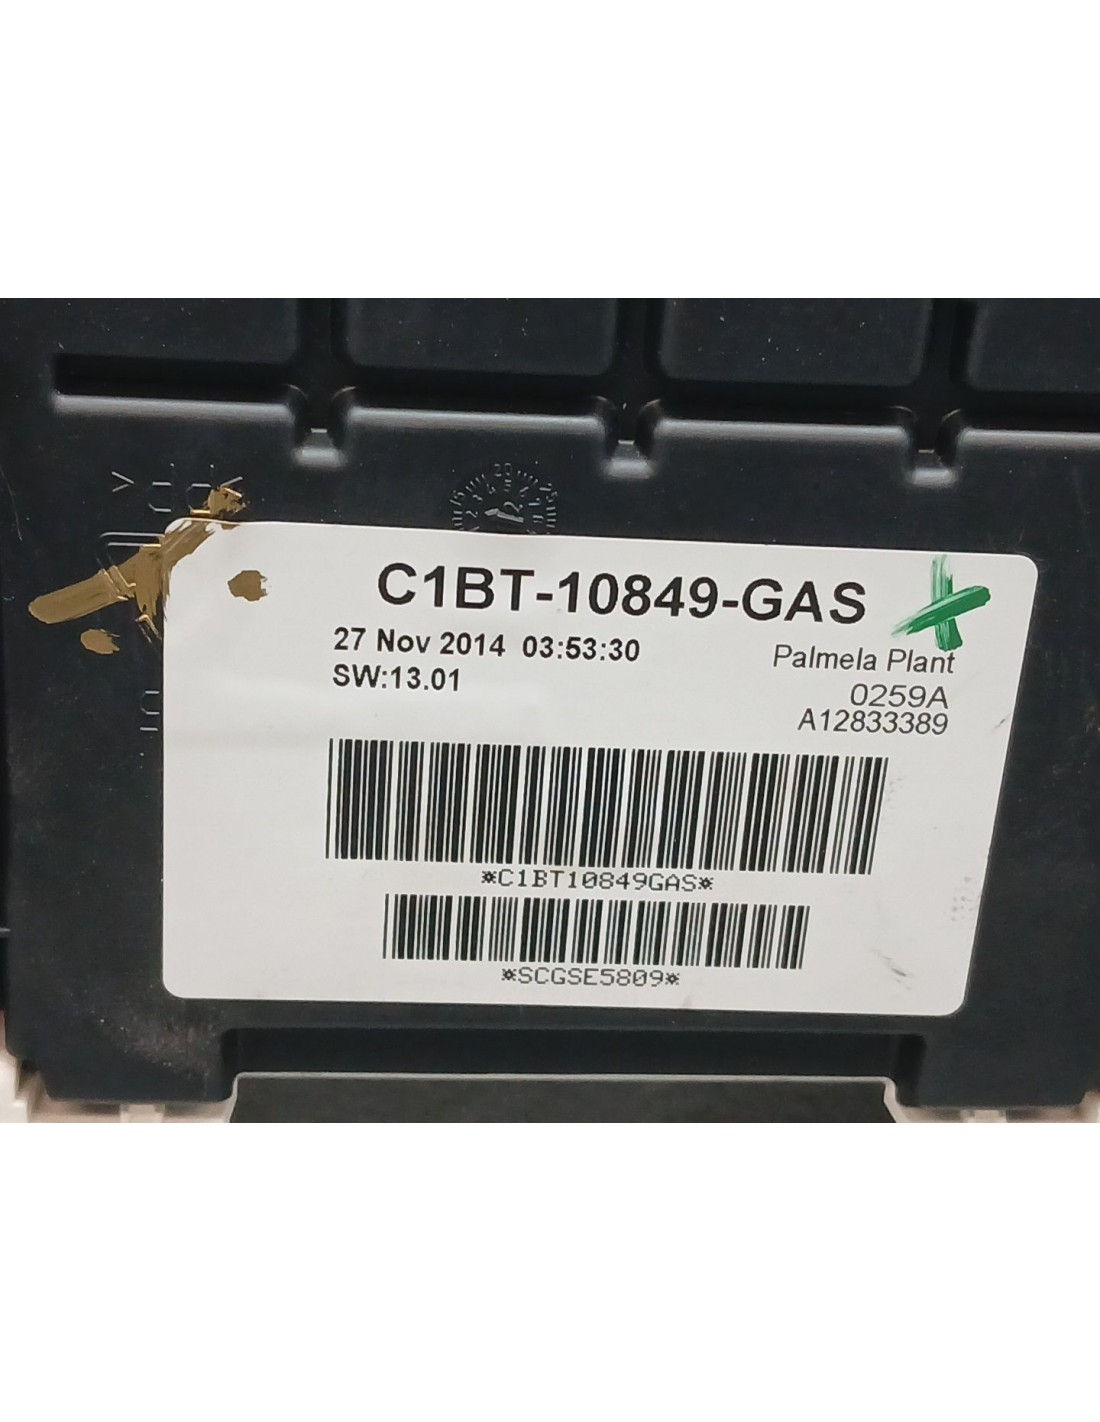 C1BT-10849-GAS
27 Nov 2014 03:53:30
Palmela Plant
SW:13.01
0259A
A12833389
*C1BT10849GAS*
*SCGSE5809*